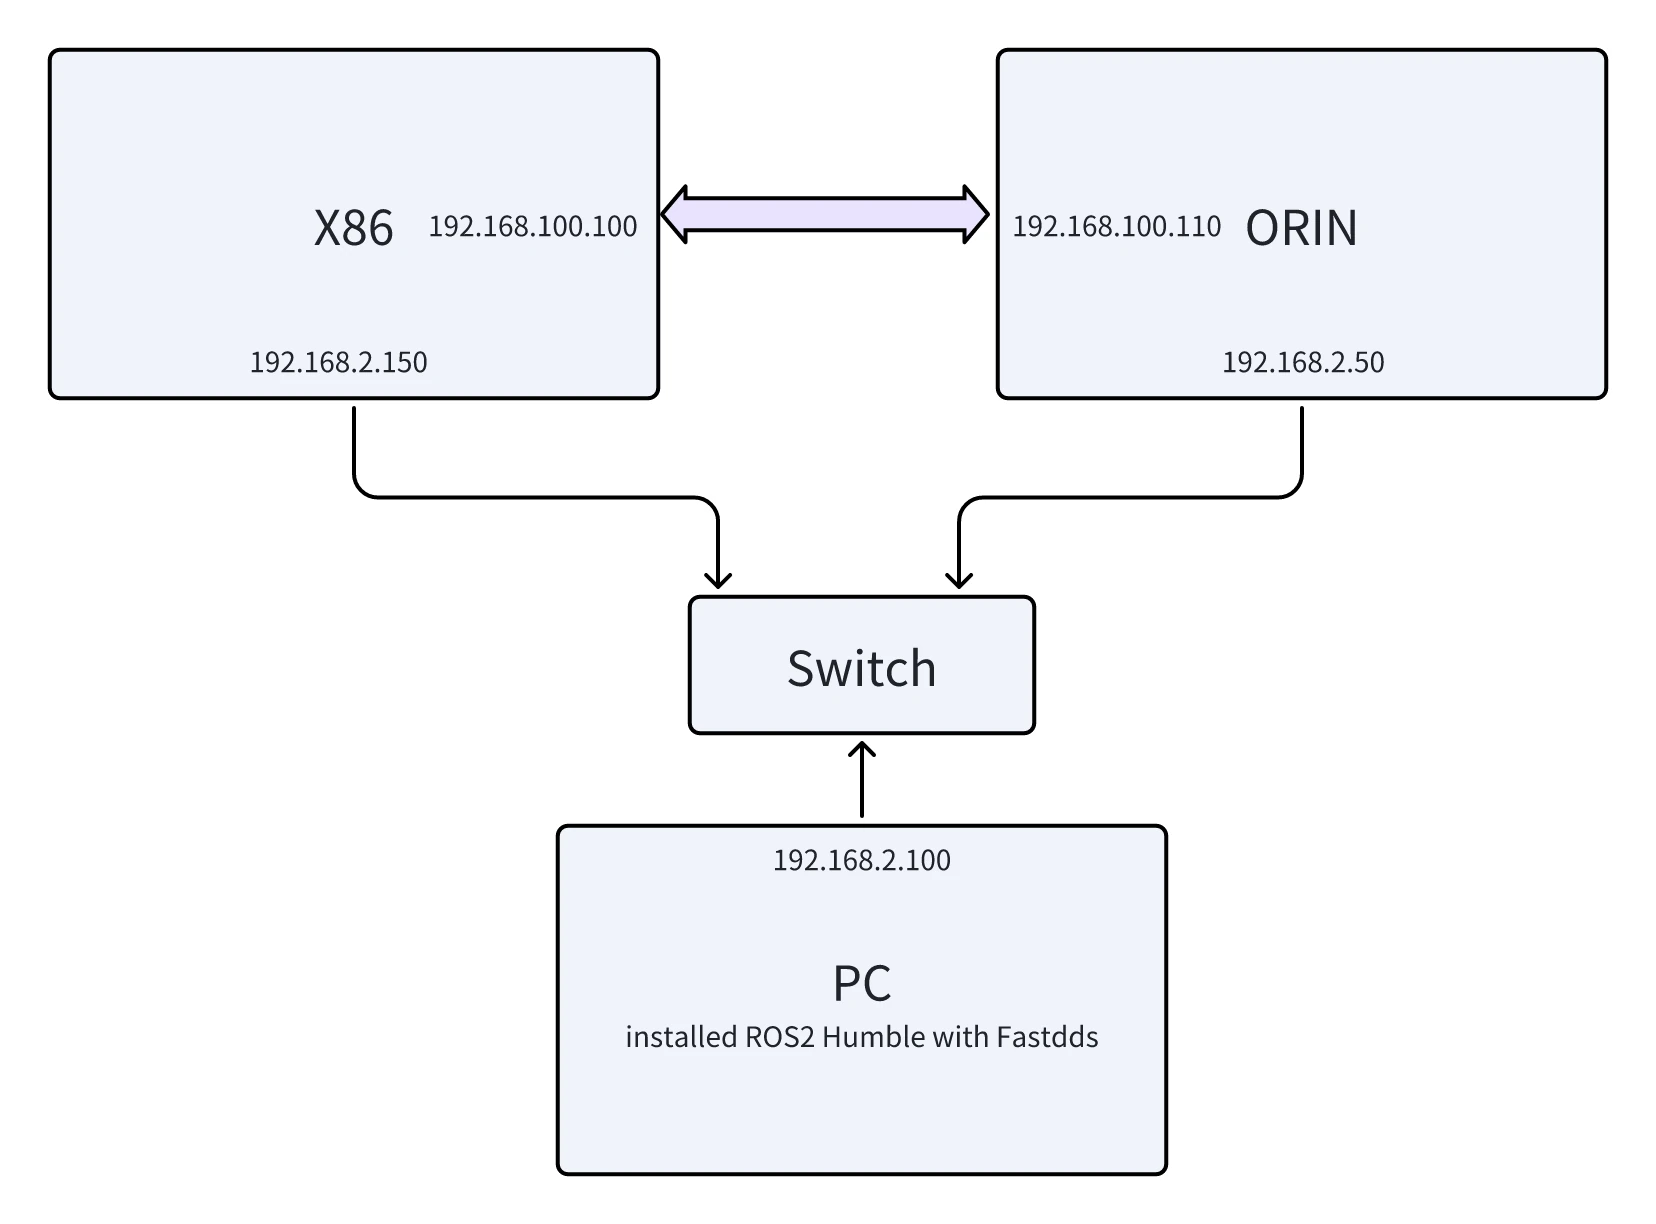 X86 192.168.100.100
192.168.100.110 ORIN
192.168.2.150
192.168.2.50
Switch
192.168.2.100
PC
installed ROS2 Humble with Fastdds